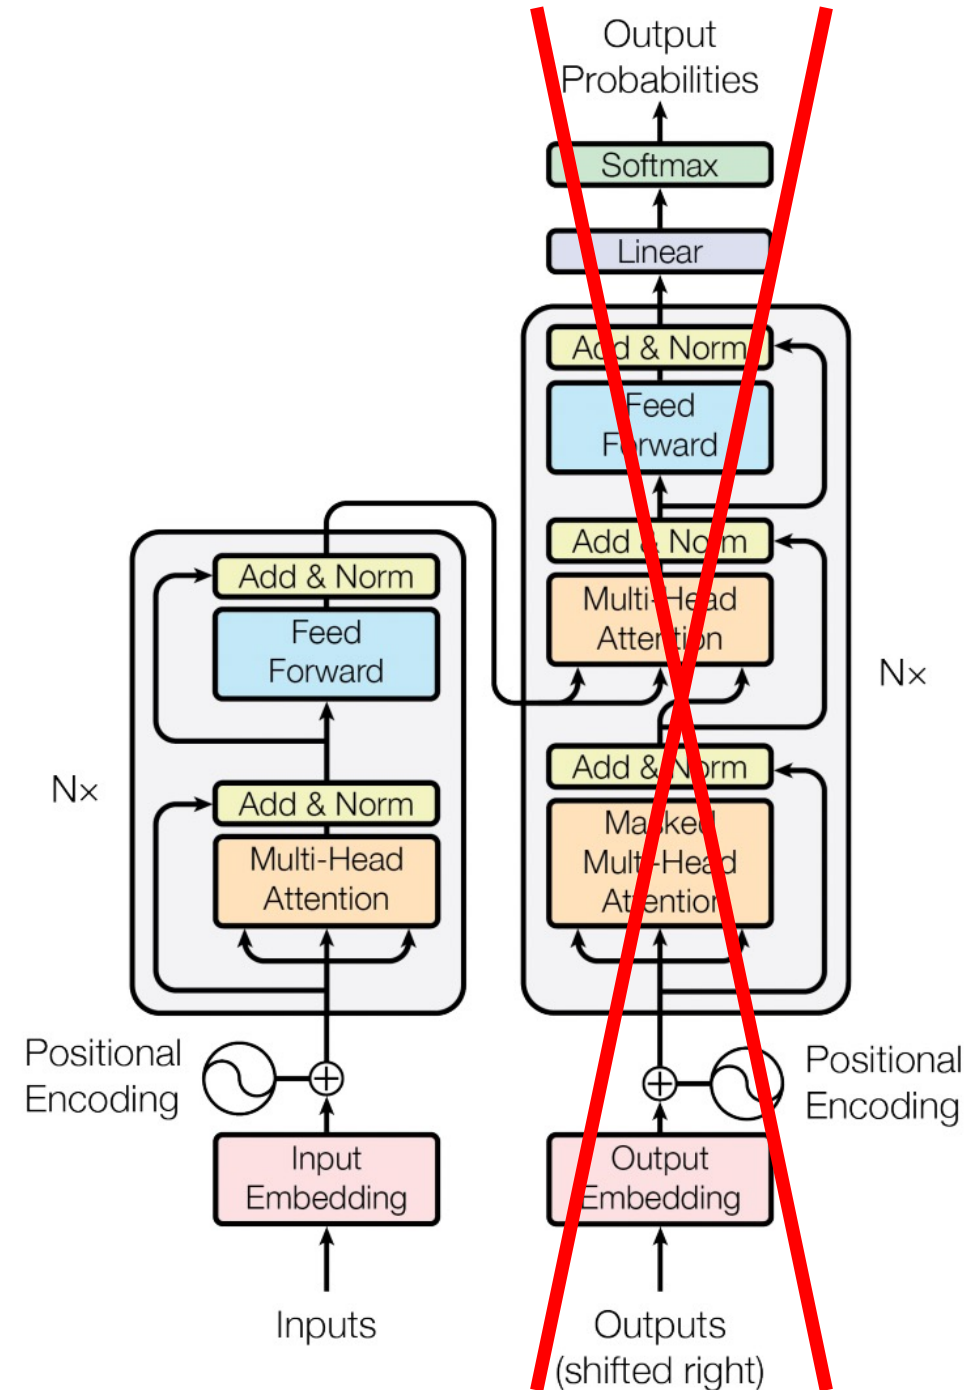 Output
Probabilities
Softmax
Linear
Add & Norm
Feed
Forward
Add & Norm
Multi-Head
Attention
Nx
Add & Norm
Masked
Multi-Head
Attention
Positional
Encoding
Output
Embedding
Outputs
(shifted right)
Add & Norm
Feed
Forward
Nx
Add & Norm
Multi-Head
Attention
Positional
Encoding
Input
Embedding
Inputs